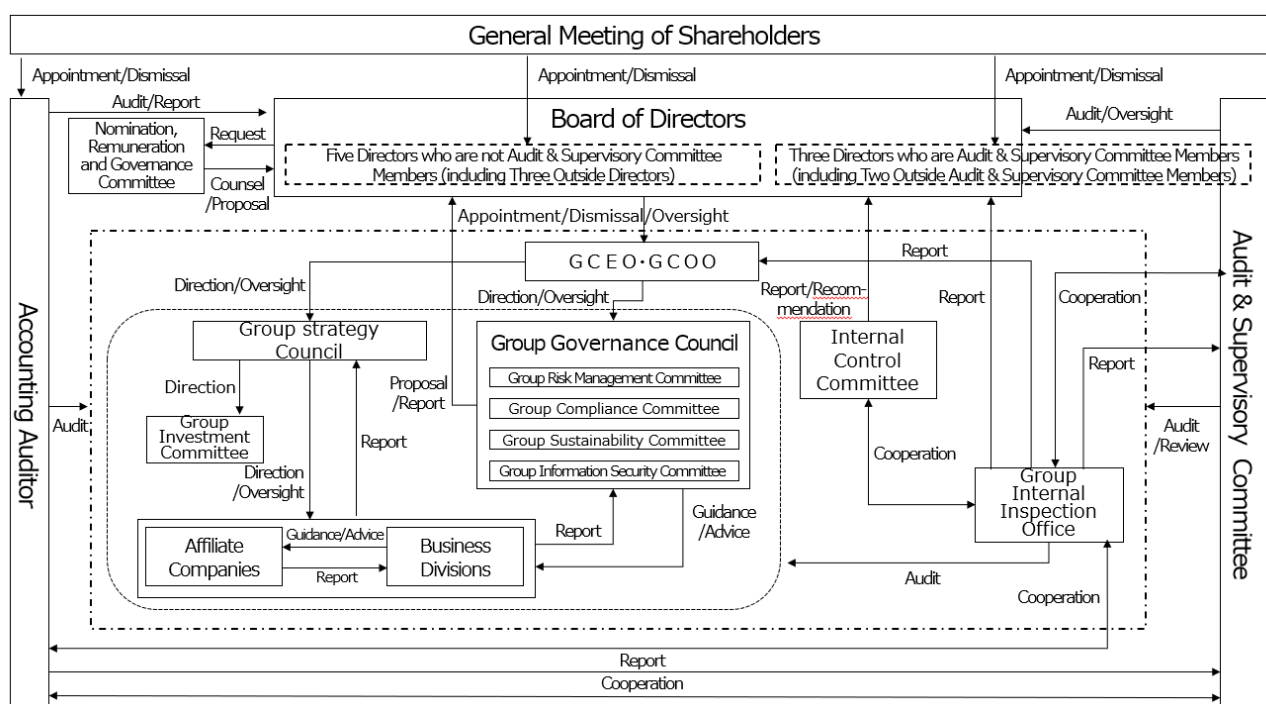 General Meeting of Shareholders
Appointment/Dismissal
Appointment/Dismissal
Appointment/Dismissal
Audit/Report
Board of Directors
Audit/Oversight
Nomination,
Remuneration
and Governance
Committee
Request
Counsel
/Proposal
Five Directors who are not Audit & Supervisory Committee
Members (including Three Outside Directors)
Three Directors who are Audit & Supervisory Committee Members
(including Two Outside Audit & Supervisory Committee Members)
Appointment/Dismissal/Oversight
GCEO・GCOO
Report
Direction/Oversight
Direction/Oversight
Report/Recom-
mendation
Report
Cooperation
Group strategy
Council
Group Governance Council
Internal
Control
Committee
Report
Direction
Proposal
/Report
Group Risk Management Committee
Group Compliance Committee
Group Sustainability Committee
Group Information Security Committee
Audit
Group
Investment
Committee
Report
Audit
/Review
Cooperation
Direction
/Oversight
Group
Internal
Inspection
Office
Guidance
/Advice
Affiliate
Companies
Guidance/Advice
Report
Business
Divisions
Report
Audit
Cooperation
Report
Cooperation
Accounting Auditor
Audit & Supervisory Committee